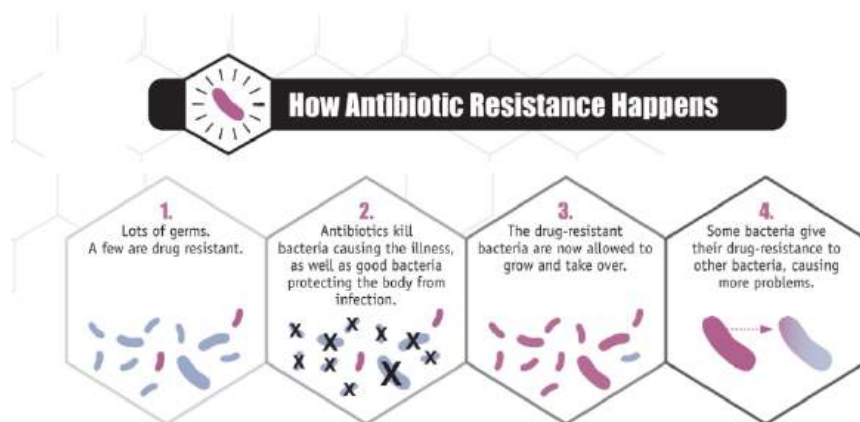 How Antibiotic Resistance Happens
1.
Lots of germs.
A few are drug resistant.
2.
Antibiotics kill
bacteria causing the illness,
as well as good bacteria
protecting the body from
infection.
X X X X X X X X X X
3.
The drug-resistant
bacteria are now allowed to
grow and take over.
4.
Some bacteria give
their drug-resistance to
other bacteria, causing
more problems.